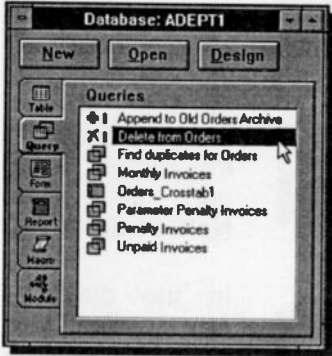 Database: ADEPT1
New Open Design
Queries
Table
Query
Form
Report
Macro
Module
Append to Old Orders Archive
Delete from Orders
Find duplicates for Orders
Monthly Invoices
Orders_Crosstab1
Parameter Penalty Invoices
Penalty Invoices
Unpaid Invoices